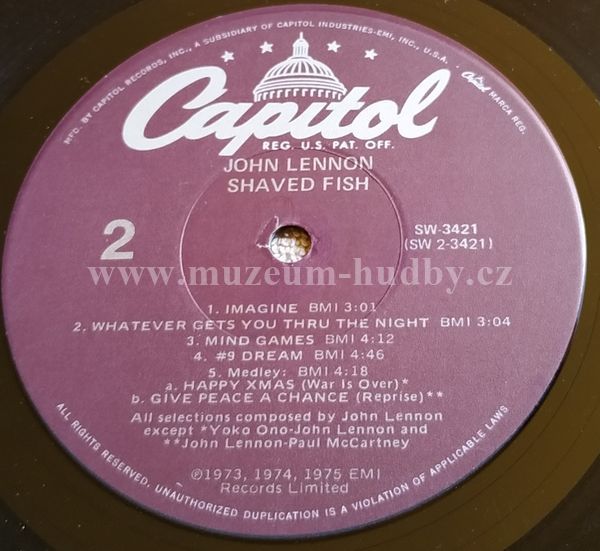 MFD. BY CAPITOL RECORDS, INC., A SUBSIDIARY OF CAPITOL INDUSTRIES-EMI, INC., U.S.A.
Capitol MARCA REG.
Capitol
REG. U.S. PAT. OFF.
JOHN LENNON
SHAVED FISH
2
SW-3421
(SW 2-3421)
www.muzeum-hudby.cz
1. IMAGINE BMI 3:01
2. WHATEVER GETS YOU THRU THE NIGHT BMI 3:04
3. MIND GAMES BMI 4:12
4. #9 DREAM BMI 4:46
5. Medley: BMI 4:18
a. HAPPY XMAS (War Is Over)*
b. GIVE PEACE A CHANCE (Reprise)**
All selections composed by John Lennon
except *Yoko Ono-John Lennon and
**John Lennon-Paul McCartney
℗1973, 1974, 1975 EMI
Records Limited
ALL RIGHTS RESERVED. UNAUTHORIZED DUPLICATION IS A VIOLATION OF APPLICABLE LAWS